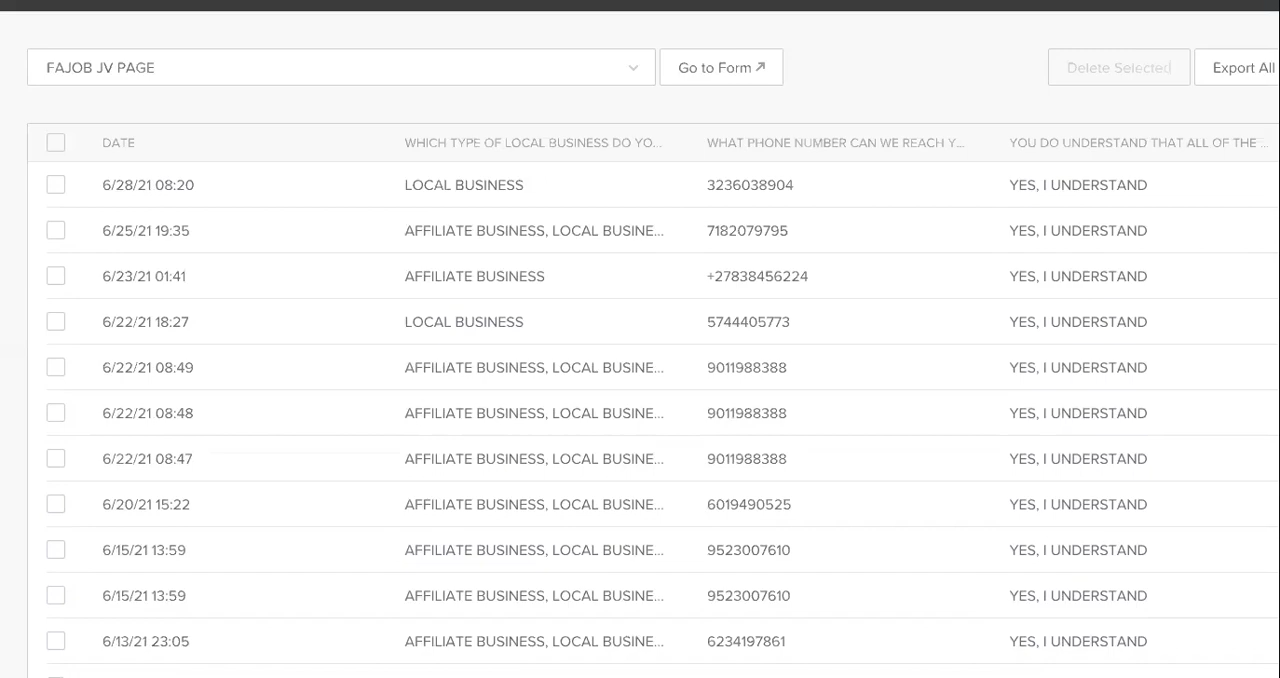 FAJOB JV PAGE Go to Form Delete Selected Export All
DATE WHICH TYPE OF LOCAL BUSINESS DO YO... WHAT PHONE NUMBER CAN WE REACH Y... YOU DO UNDERSTAND THAT ALL OF THE ...
6/28/21 08:20 LOCAL BUSINESS 3236038904 YES, I UNDERSTAND
6/25/21 19:35 AFFILIATE BUSINESS, LOCAL BUSINE... 7182079795 YES, I UNDERSTAND
6/23/21 01:41 AFFILIATE BUSINESS +27838456224 YES, I UNDERSTAND
6/22/21 18:27 LOCAL BUSINESS 5744405773 YES, I UNDERSTAND
6/22/21 08:49 AFFILIATE BUSINESS, LOCAL BUSINE... 9011988388 YES, I UNDERSTAND
6/22/21 08:48 AFFILIATE BUSINESS, LOCAL BUSINE... 9011988388 YES, I UNDERSTAND
6/22/21 08:47 AFFILIATE BUSINESS, LOCAL BUSINE... 9011988388 YES, I UNDERSTAND
6/20/21 15:22 AFFILIATE BUSINESS, LOCAL BUSINE... 6019490525 YES, I UNDERSTAND
6/15/21 13:59 AFFILIATE BUSINESS, LOCAL BUSINE... 9523007610 YES, I UNDERSTAND
6/15/21 13:59 AFFILIATE BUSINESS, LOCAL BUSINE... 9523007610 YES, I UNDERSTAND
6/13/21 23:05 AFFILIATE BUSINESS, LOCAL BUSINE... 6234197861 YES, I UNDERSTAND